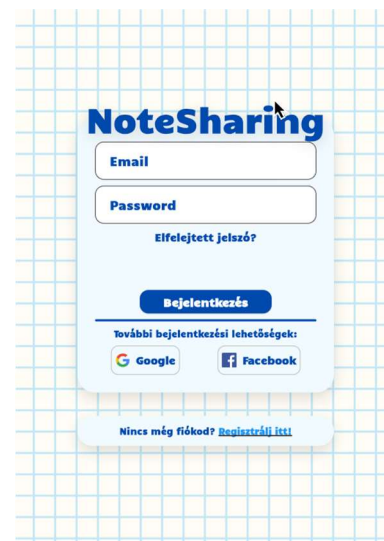 NoteSharing
Email
Password
Elfelejtett jelszó?
Bejelentkezés
További bejelentkezési lehetőségek:
Google
Facebook
Nincs még fiókod? Regisztrálj itt!